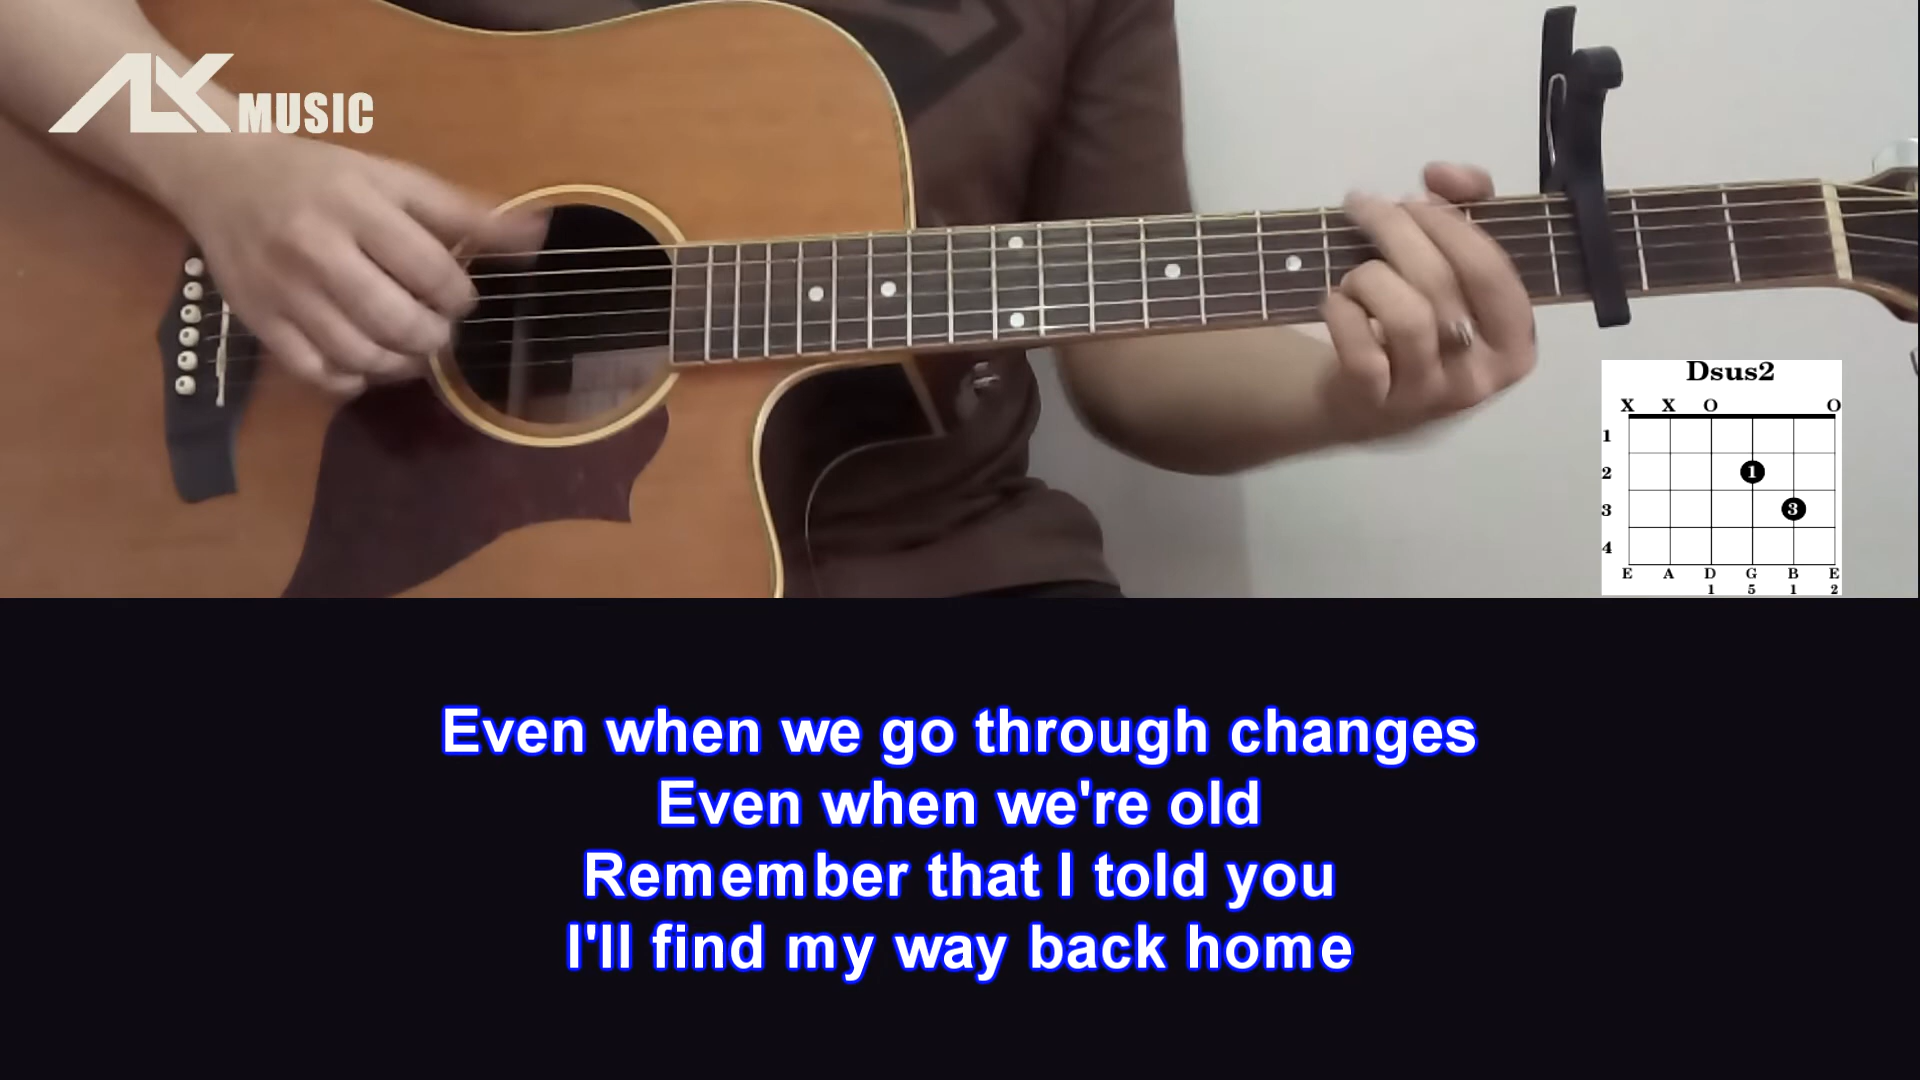 ALK MUSIC
Dsus2
X X O O
1
2 1
3 3
4
E A D G B E
1 5 1 2
Even when we go through changes
Even when we're old
Remember that I told you
I'll find my way back home